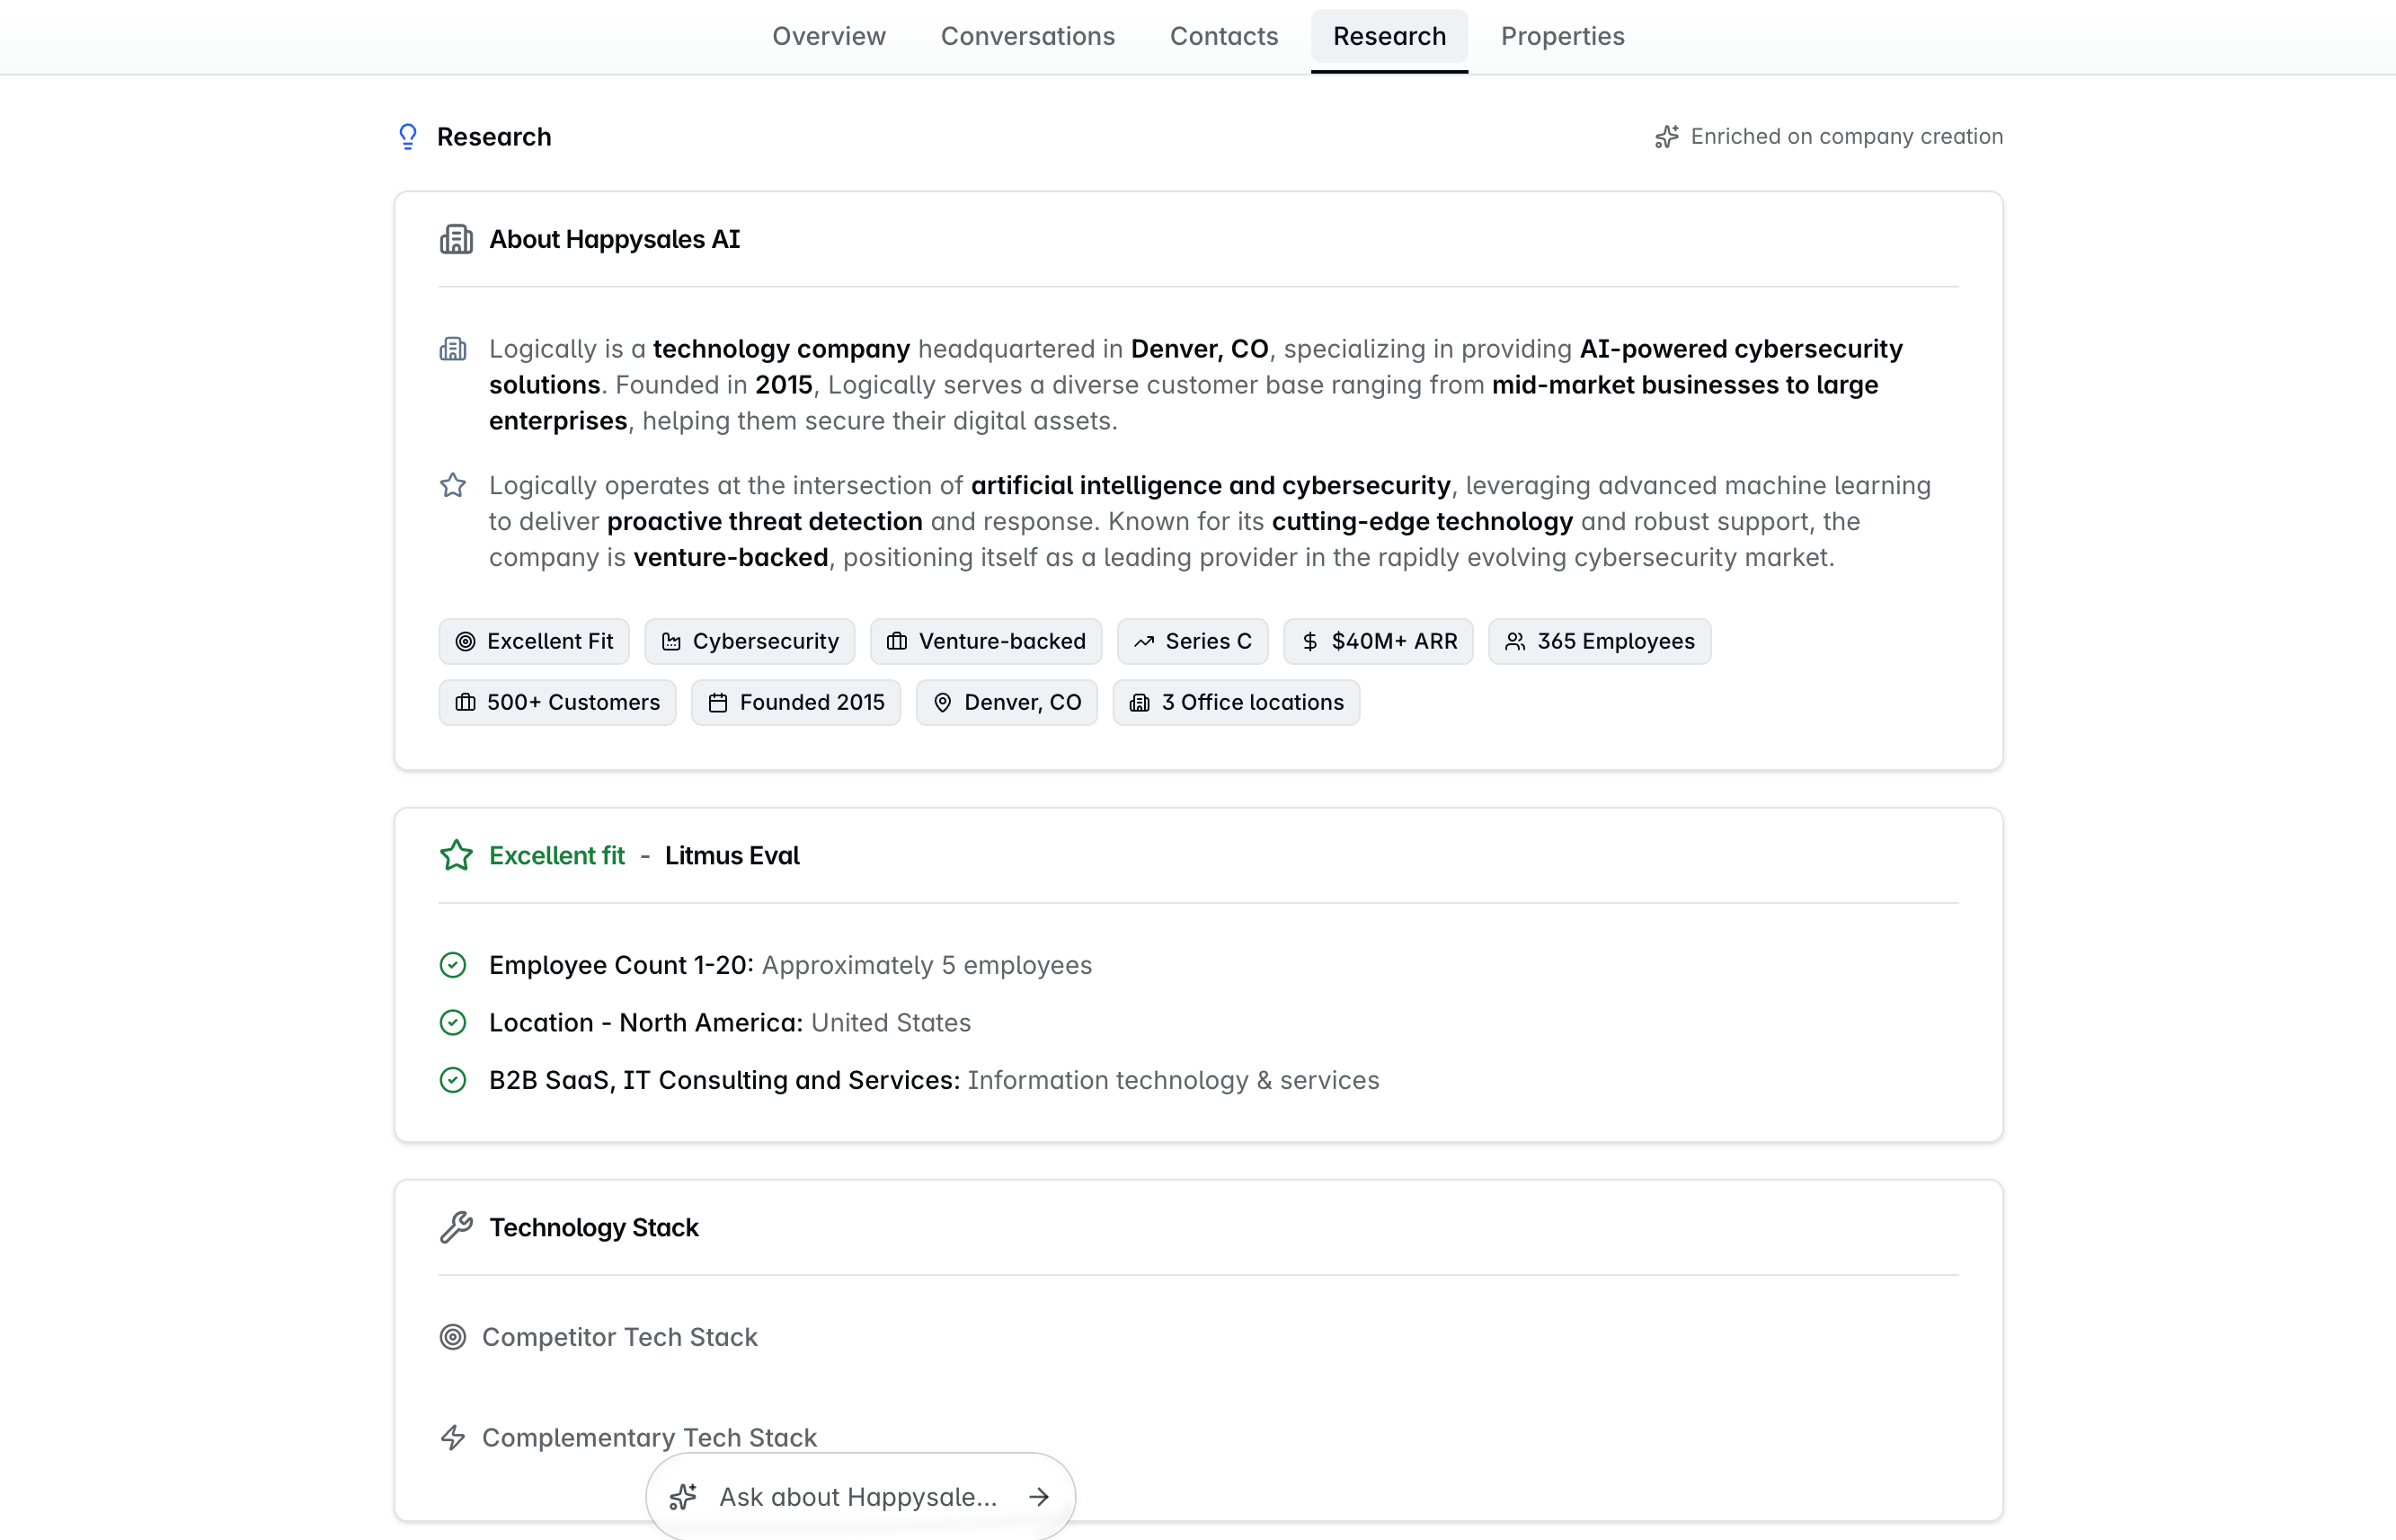 Overview Conversations Contacts Research Properties
Research
Enriched on company creation
About Happysales AI
Logically is a technology company headquartered in Denver, CO, specializing in providing AI-powered cybersecurity
solutions. Founded in 2015, Logically serves a diverse customer base ranging from mid-market businesses to large
enterprises, helping them secure their digital assets.
Logically operates at the intersection of artificial intelligence and cybersecurity, leveraging advanced machine learning
to deliver proactive threat detection and response. Known for its cutting-edge technology and robust support, the
company is venture-backed, positioning itself as a leading provider in the rapidly evolving cybersecurity market.
Excellent Fit Cybersecurity Venture-backed Series C $40M+ ARR 365 Employees
500+ Customers Founded 2015 Denver, CO 3 Office locations
Excellent fit - Litmus Eval
Employee Count 1-20: Approximately 5 employees
Location - North America: United States
B2B SaaS, IT Consulting and Services: Information technology & services
Technology Stack
Competitor Tech Stack
Complementary Tech Stack
Ask about Happysale...